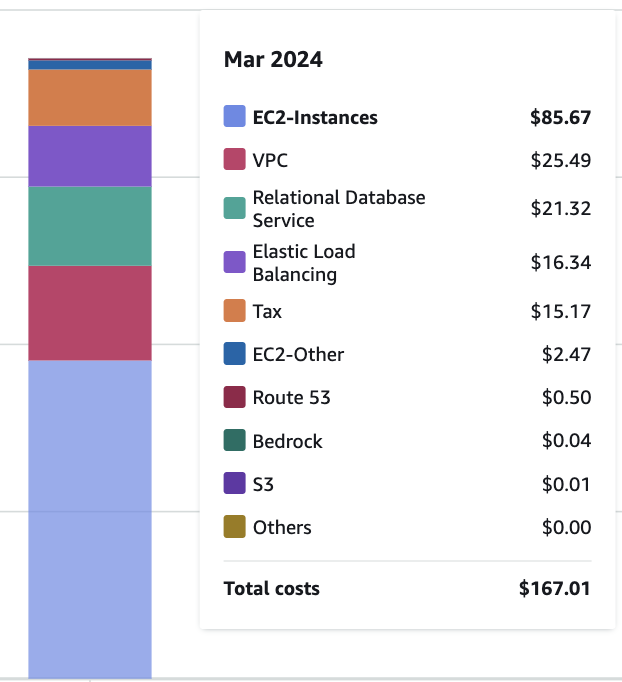 Mar 2024
EC2-Instances $85.67
VPC $25.49
Relational Database
Service $21.32
Elastic Load
Balancing $16.34
Tax $15.17
EC2-Other $2.47
Route 53 $0.50
Bedrock $0.04
S3 $0.01
Others $0.00
Total costs $167.01